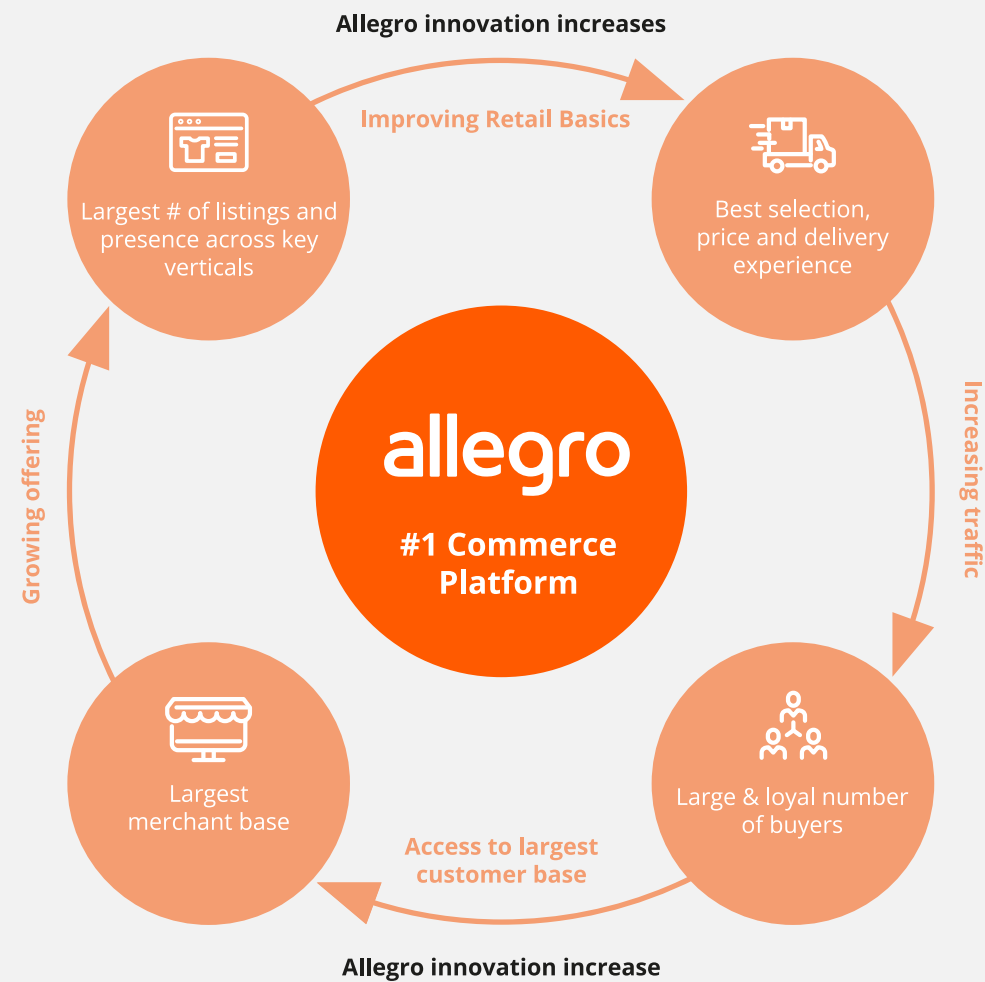 Allegro innovation increases
Improving Retail Basics
Largest # of listings and
presence across key
verticals
Best selection,
price and delivery
experience
Increasing traffic
allegro
#1 Commerce
Platform
Growing offering
Large & loyal number
of buyers
Largest
merchant base
Access to largest
customer base
Allegro innovation increase